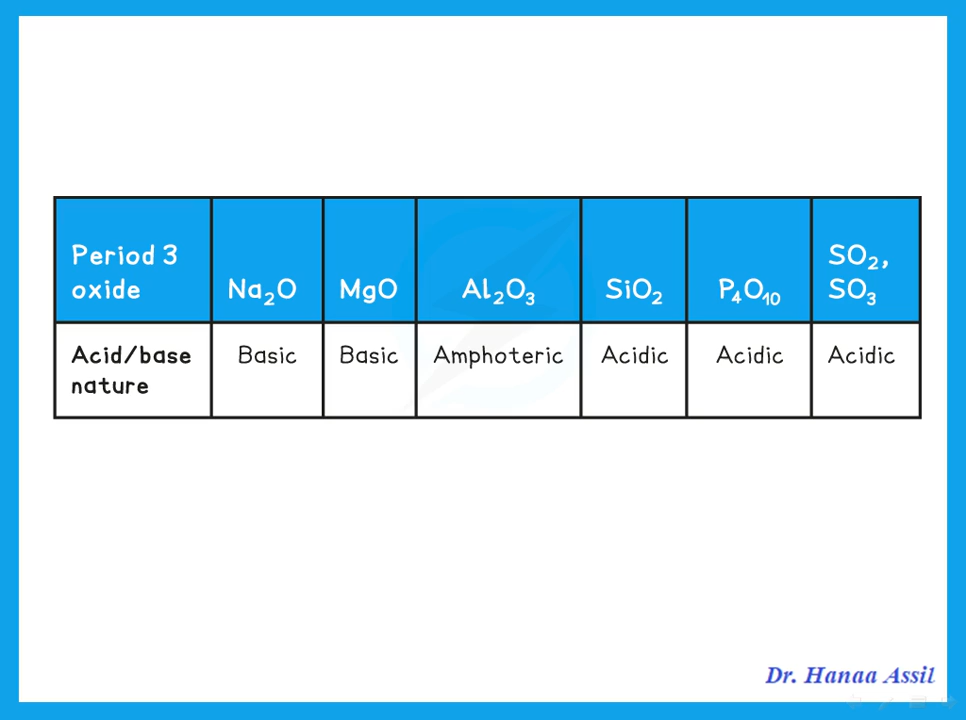 Period 3 oxide Na₂O MgO Al₂O₃ SiO₂ P₄O₁₀ SO₂, SO₃
Acid/base nature Basic Basic Amphoteric Acidic Acidic Acidic
Dr. Hanaa Assil